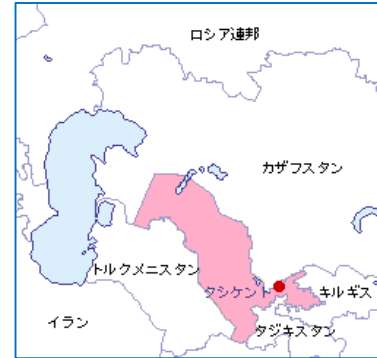 ロシア連邦
カザフスタン
トルクメニスタン
タシケント
キルギス
イラン
タジキスタン